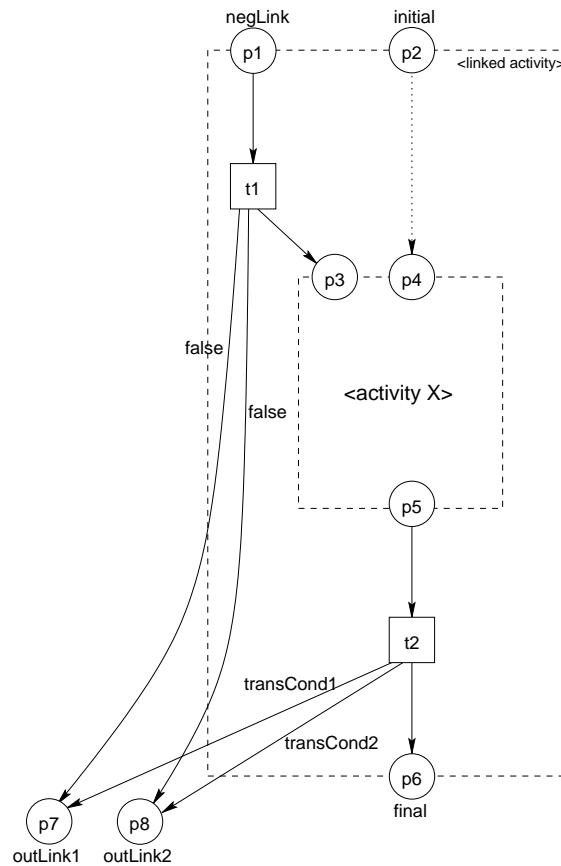 negLink
initial
p1
p2
<linked activity>
t1
p3
p4
false
<activity X>
false
p5
t2
transCond1
transCond2
p6
final
p7
p8
outLink1
outLink2